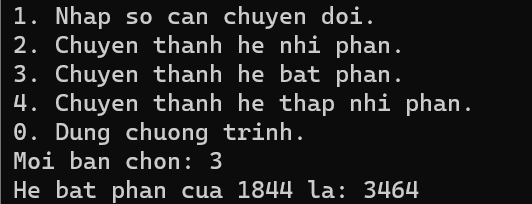 1. Nhap so can chuyen doi.
2. Chuyen thanh he nhi phan.
3. Chuyen thanh he bat phan.
4. Chuyen thanh he thap nhi phan.
0. Dung chuong trinh.
Moi ban chon: 3
He bat phan cua 1844 la: 3464